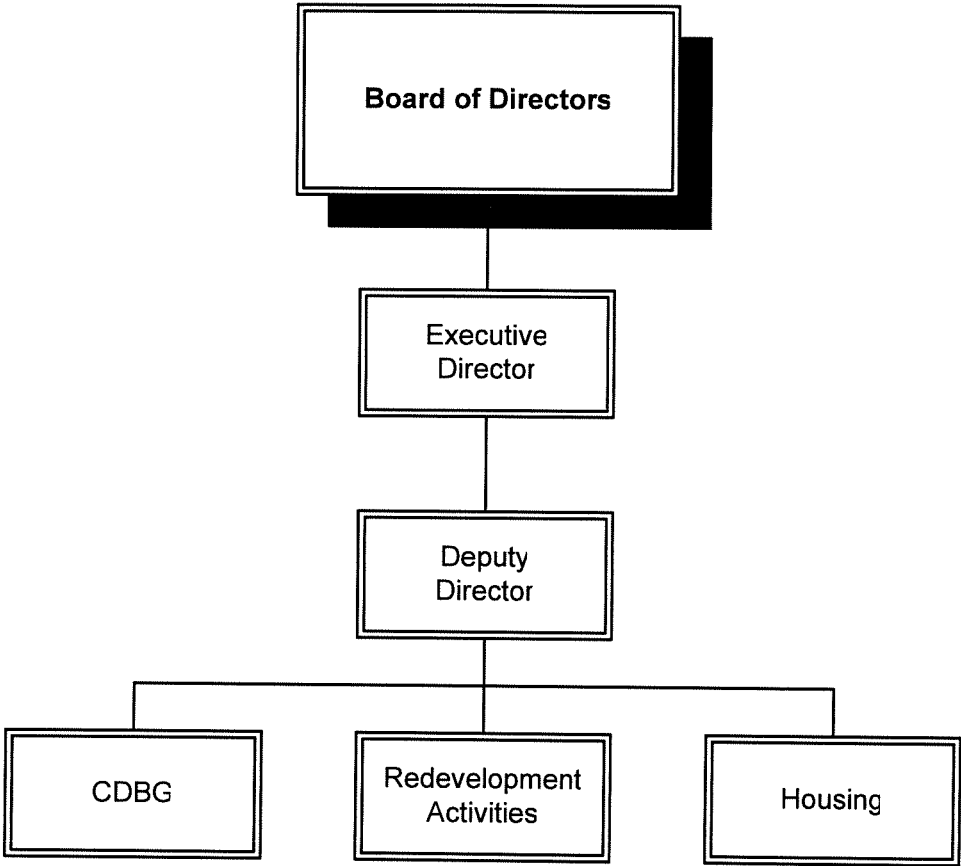 Board of Directors
Executive
Director
Deputy
Director
CDBG
Redevelopment
Activities
Housing